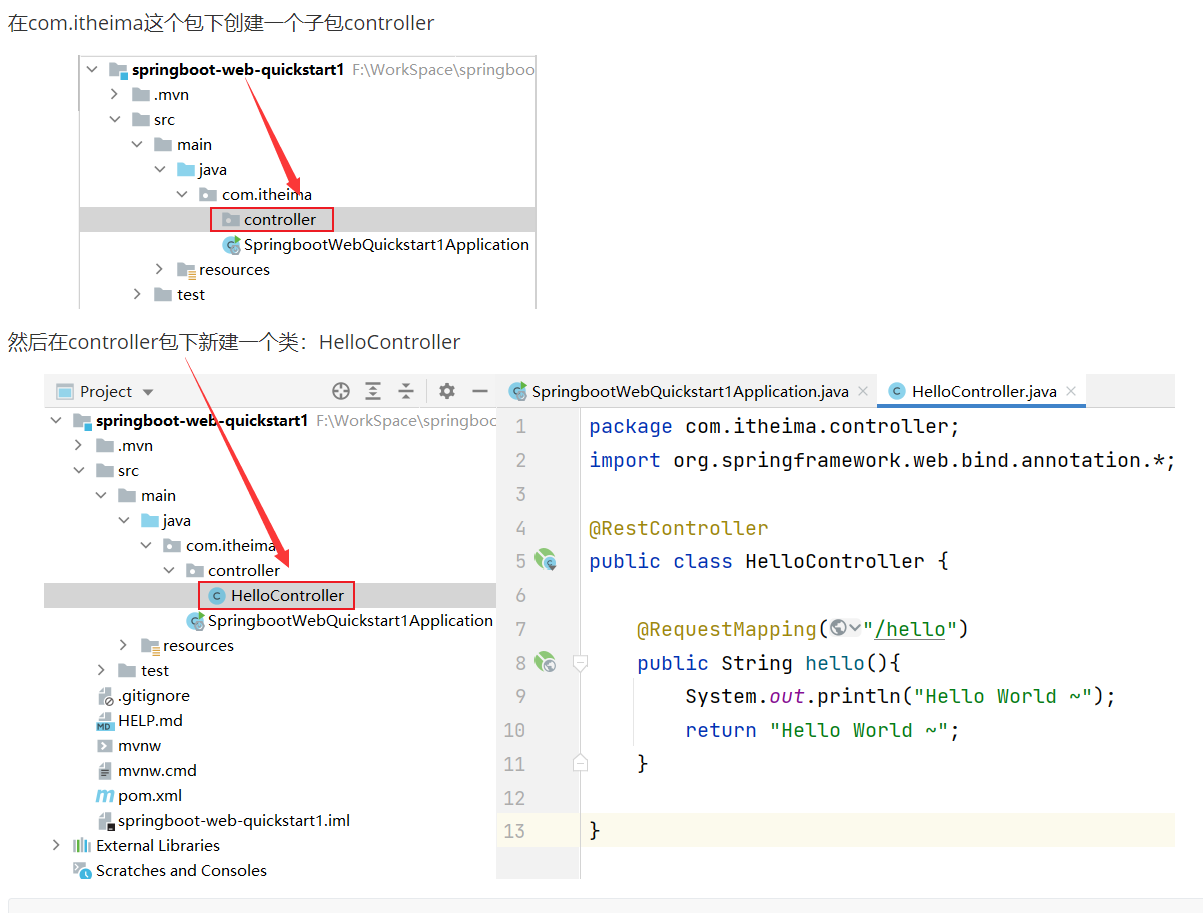 在com.itheima这个包下创建一个子包controller
springboot-web-quickstart1 F:\WorkSpace\springboo
.mvn
src
main
java
com.itheima
controller
SpringbootWebQuickstart1Application
resources
test
然后在controller包下新建一个类：HelloController
Project
springboot-web-quickstart1 F:\WorkSpace\springboc
.mvn
src
main
java
com.itheima
controller
HelloController
SpringbootWebQuickstart1Application
resources
test
.gitignore
HELP.md
mvnw
mvnw.cmd
pom.xml
springboot-web-quickstart1.iml
External Libraries
Scratches and Consoles
SpringbootWebQuickstart1Application.java HelloController.java
1 package com.itheima.controller;
2 import org.springframework.web.bind.annotation.*;
3
4 @RestController
5 public class HelloController {
6
7 @RequestMapping("/hello")
8 public String hello(){
9 System.out.println("Hello World ~");
10 return "Hello World ~";
11 }
12
13 }